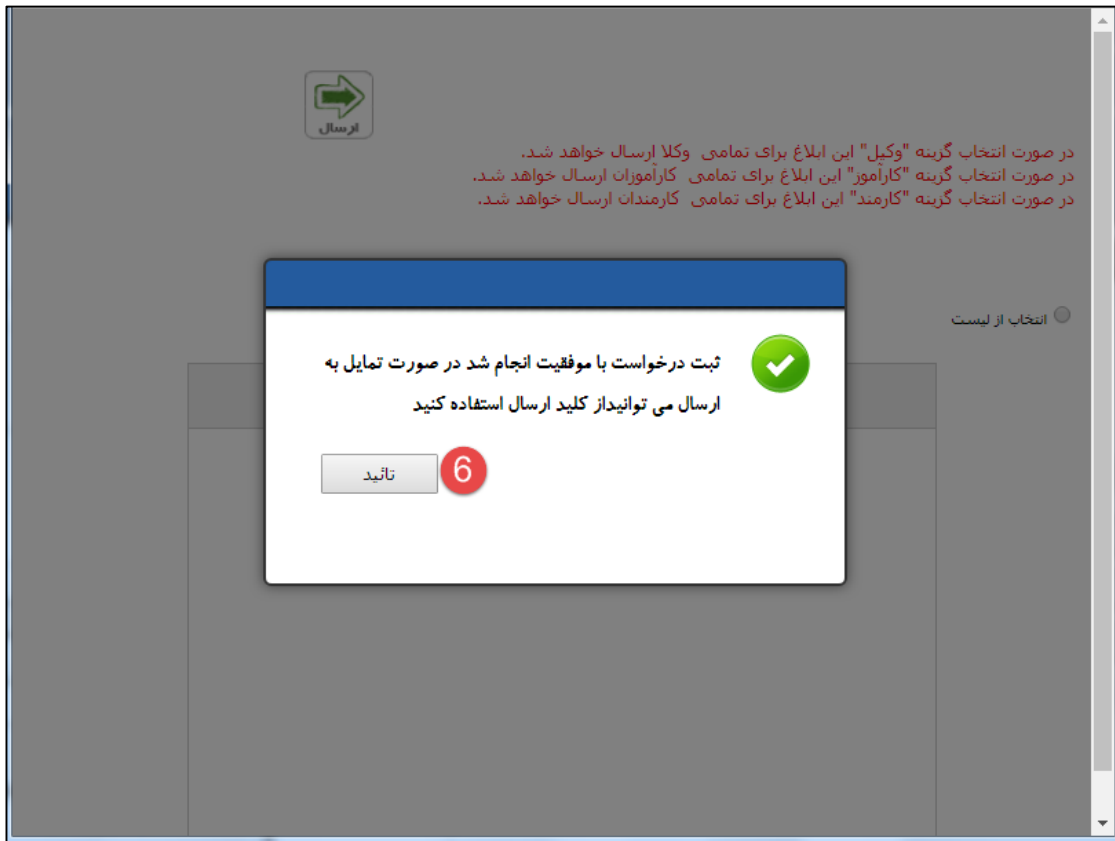 ارسال
در صورت انتخاب گزینه "وکیل" این ابلاغ برای تمامی وکلا ارسال خواهد شد.
در صورت انتخاب گزینه "کارآموز" این ابلاغ برای تمامی کارآموزان ارسال خواهد شد.
در صورت انتخاب گزینه "کارمند" این ابلاغ برای تمامی کارمندان ارسال خواهد شد.
انتخاب از لیست
ثبت درخواست با موفقیت انجام شد در صورت تمایل به
ارسال می توانیداز کلید ارسال استفاده کنید
6 تائید